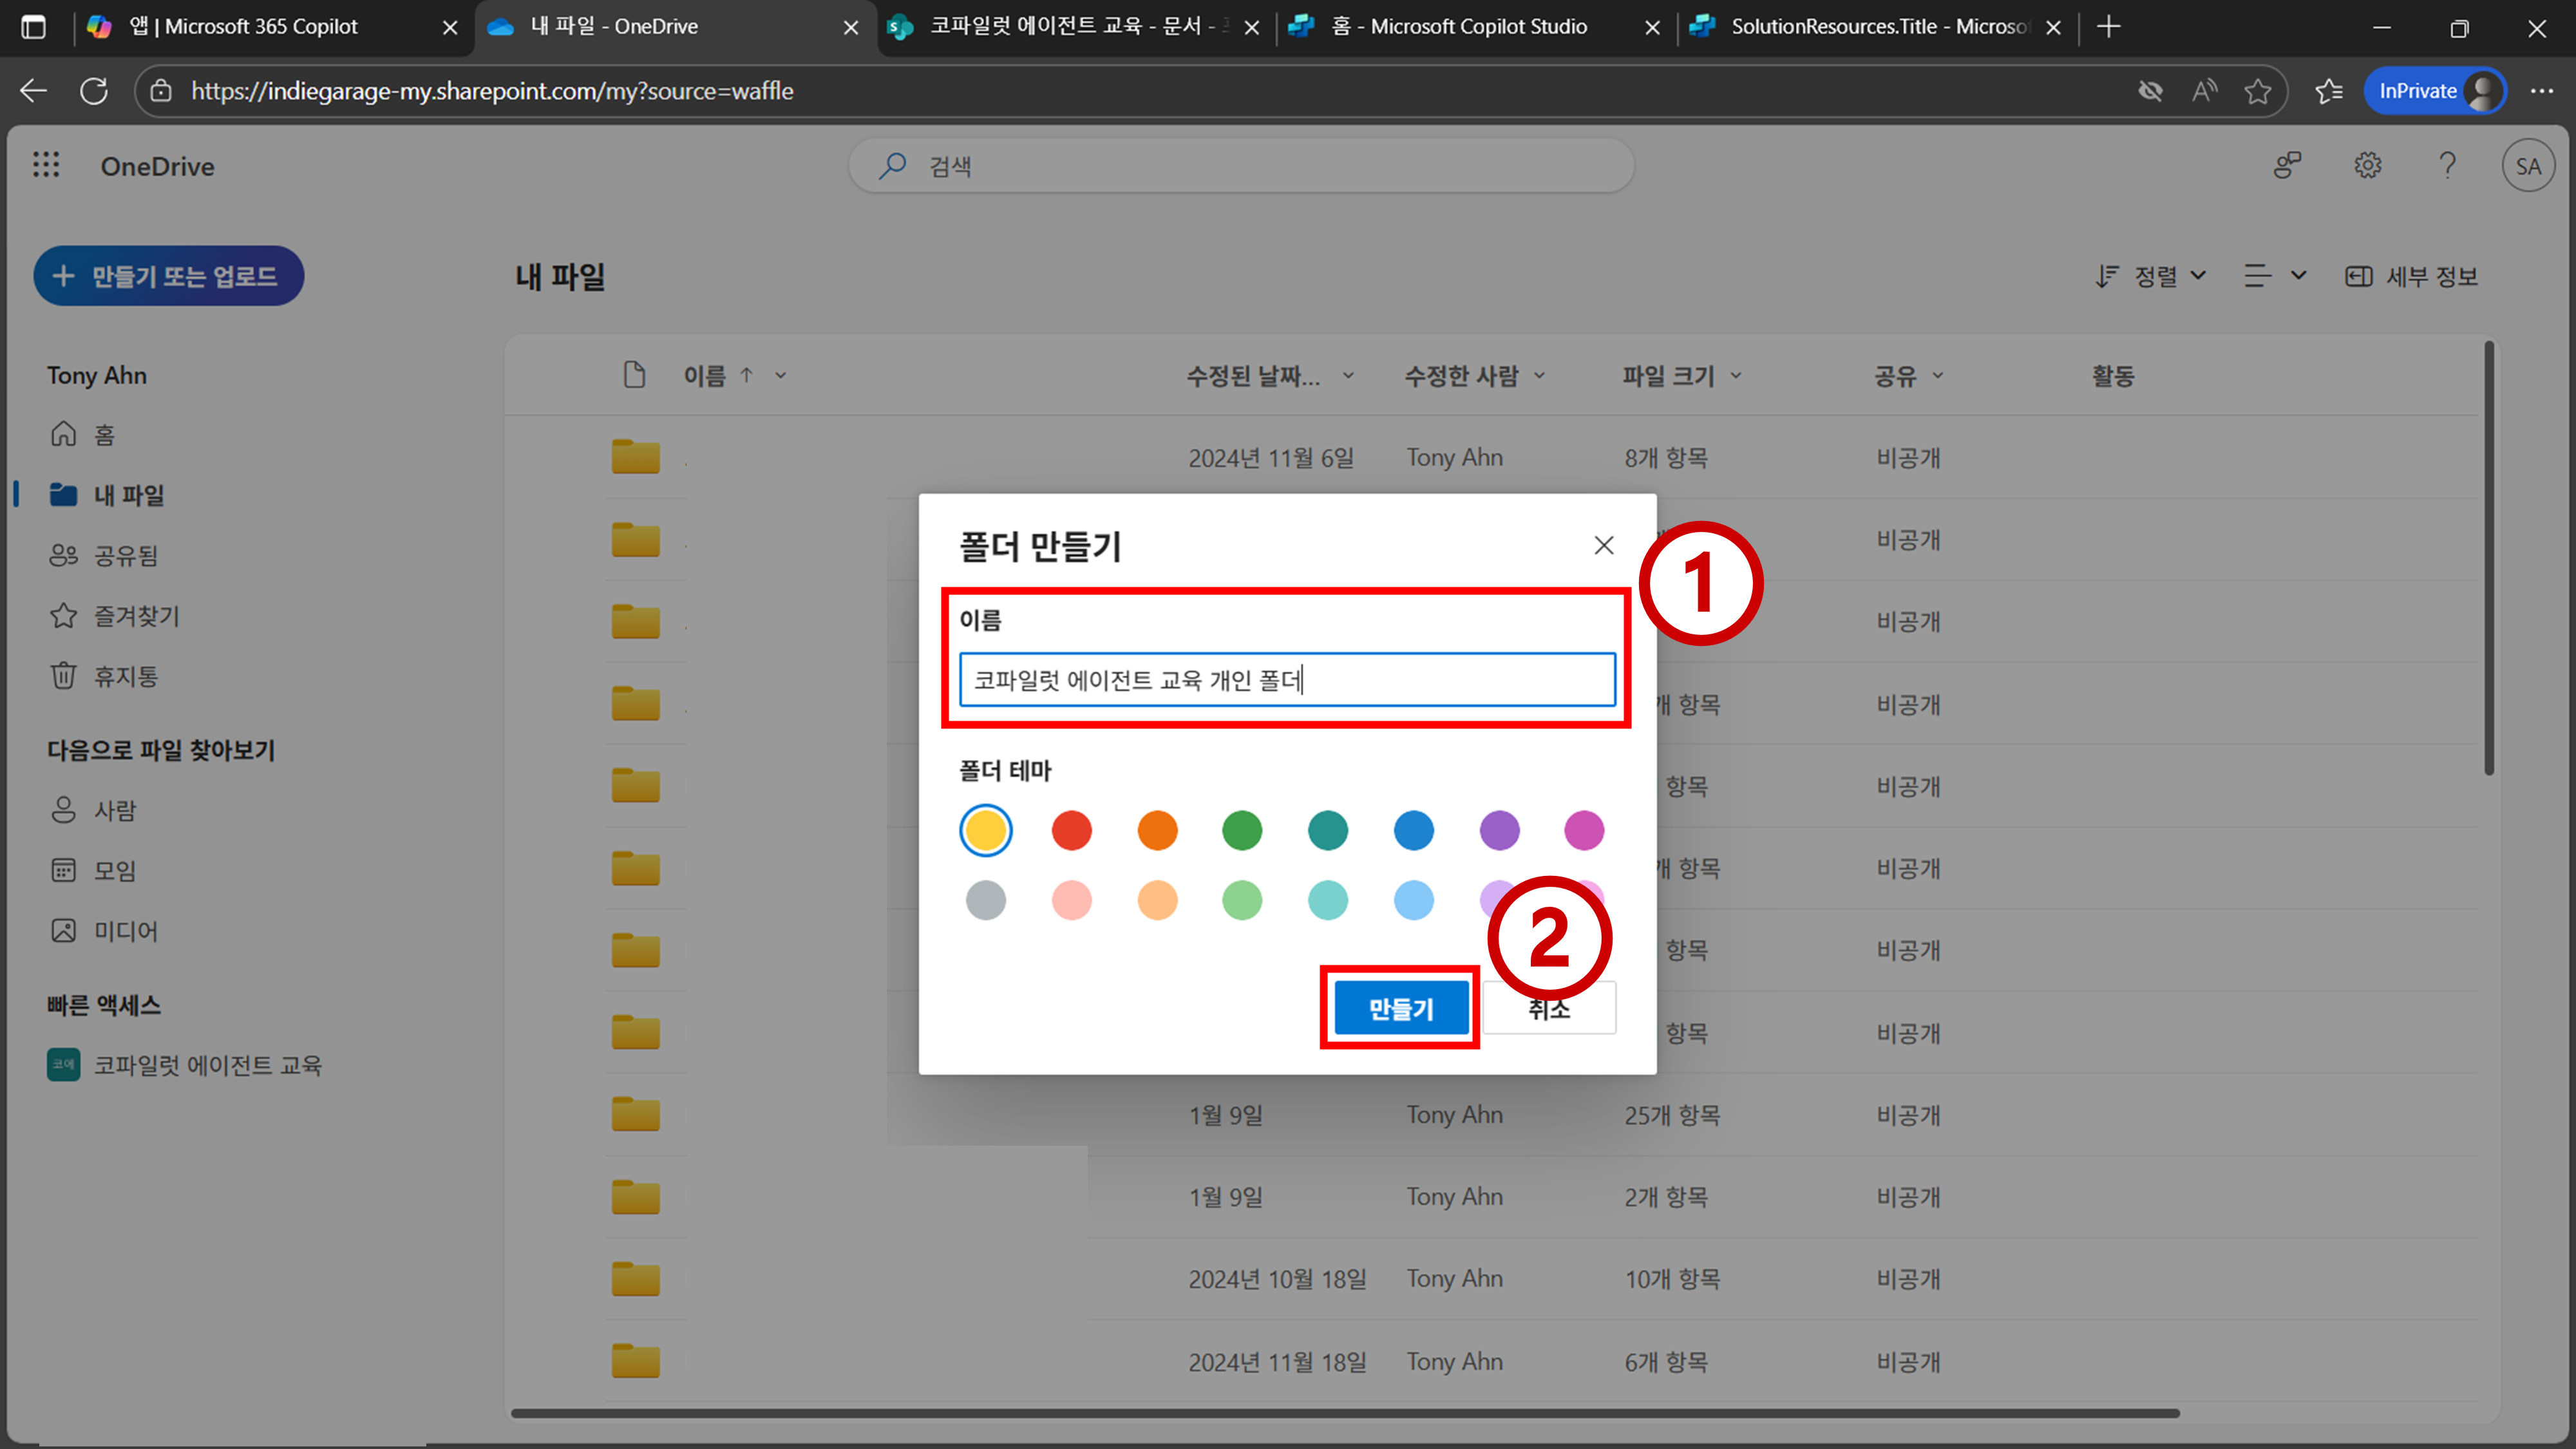 앱 | Microsoft 365 Copilot
내 파일 - OneDrive
코파일럿 에이전트 교육 - 문서 -
홈 - Microsoft Copilot Studio
SolutionResources.Title - Microso
https://indiegarage-my.sharepoint.com/my?source=waffle
InPrivate
OneDrive
검색
SA
만들기 또는 업로드
내 파일
정렬
세부 정보
Tony Ahn
홈
내 파일
공유됨
즐겨찾기
휴지통
다음으로 파일 찾아보기
사람
모임
미디어
빠른 액세스
코에 코파일럿 에이전트 교육
이름 수정된 날짜... 수정한 사람 파일 크기 공유 활동
2024년 11월 6일 Tony Ahn 8개 항목 비공개
비공개
비공개
개 항목 비공개
항목 비공개
개 항목 비공개
항목 비공개
항목 비공개
1월 9일 Tony Ahn 25개 항목 비공개
1월 9일 Tony Ahn 2개 항목 비공개
2024년 10월 18일 Tony Ahn 10개 항목 비공개
2024년 11월 18일 Tony Ahn 6개 항목 비공개
폴더 만들기
1
이름
코파일럿 에이전트 교육 개인 폴더
폴더 테마
2
만들기
취소